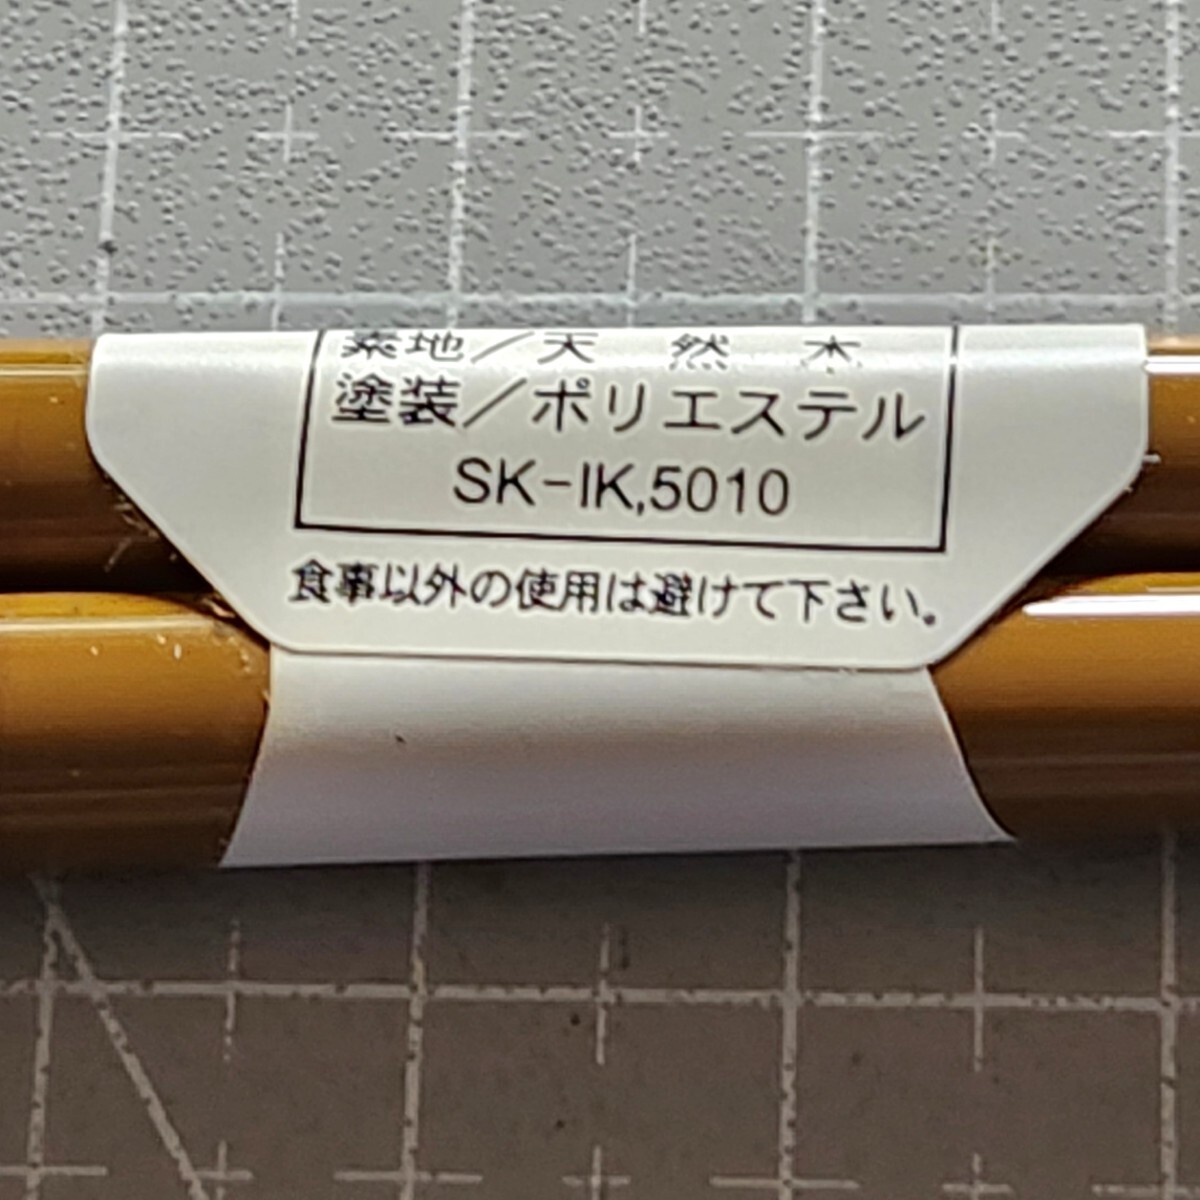 素地／天然木
塗装／ポリエステル
SK-IK,5010
食事以外の使用は避けて下さい。